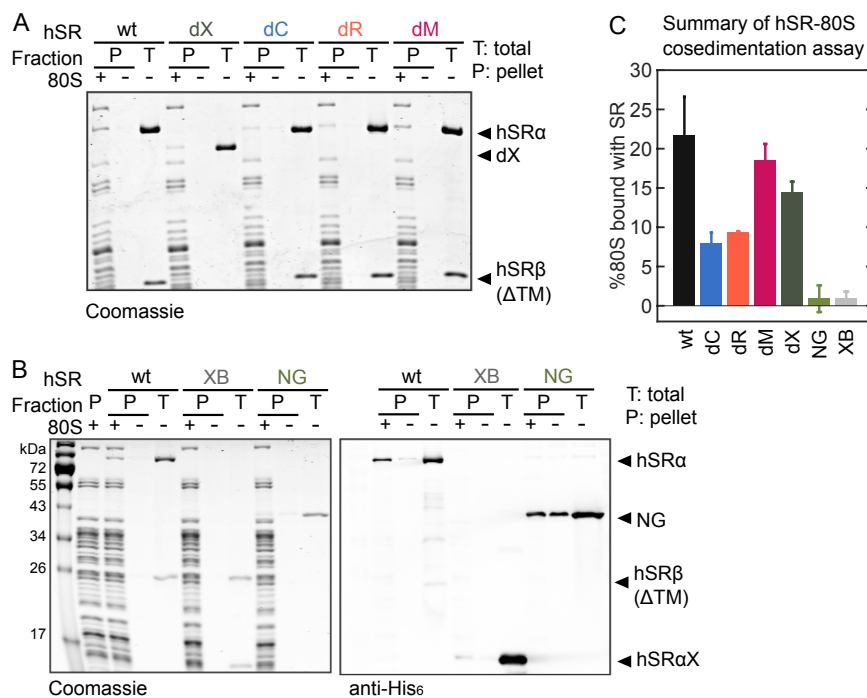 A
hSR wt dX dC dR dM
Fraction P T P T P T P T P T
80S + - - + - - + - - + - - + - -
T: total
P: pellet
hSRα
dX
hSRβ
(ΔTM)
Coomassie
C Summary of hSR-80S
cosedimentation assay
%80S bound with SR
30
25
20
15
10
5
0
wt dC dR dM dX NG XB
B
hSR wt XB NG
Fraction P P T P T P T
80S + + - - + - - + - -
kDa
72
55
43
34
26
17
Coomassie
wt XB NG
P T P T P T
+ - - + - - + - -
T: total
P: pellet
hSRα
NG
hSRβ
(ΔTM)
hSRαX
anti-His₆